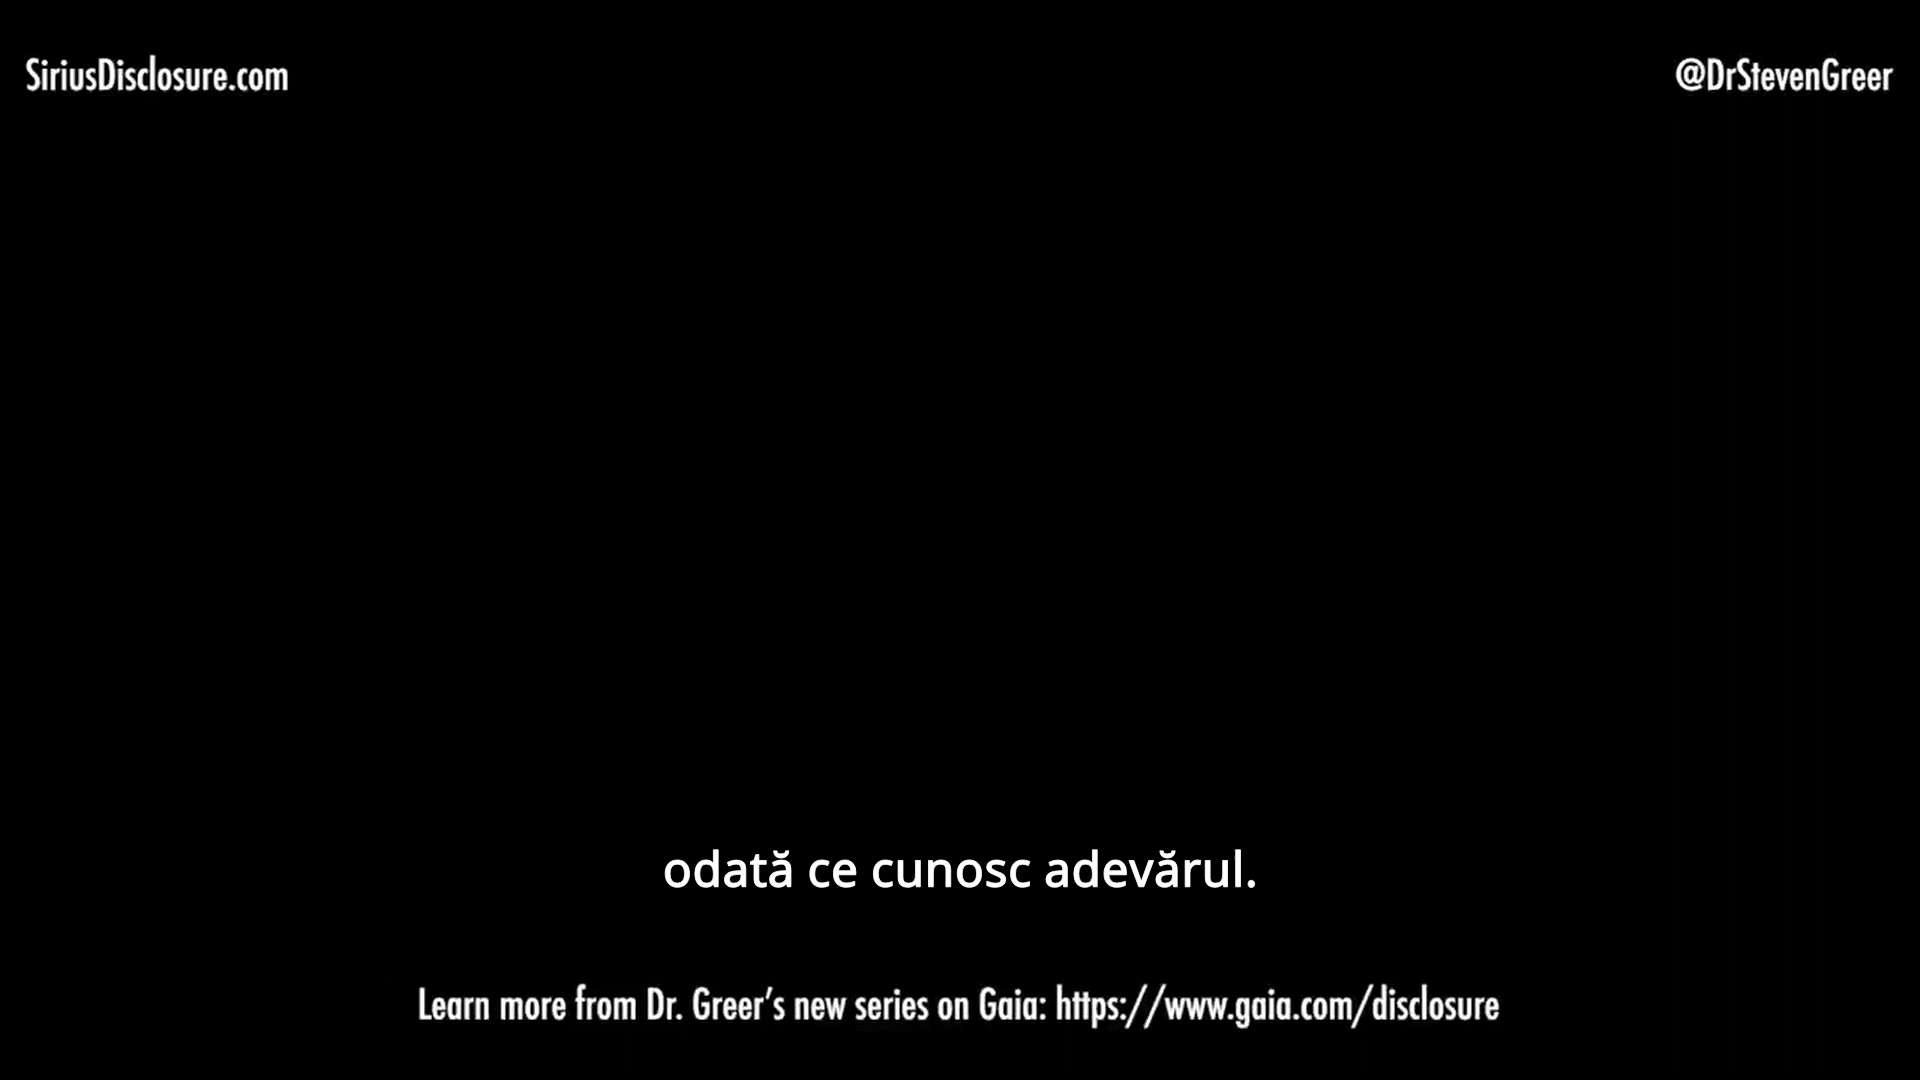 SiriusDisclosure.com
@DrStevenGreer
odată ce cunosc adevărul.
Learn more from Dr. Greer's new series on Gaia: https://www.gaia.com/disclosure